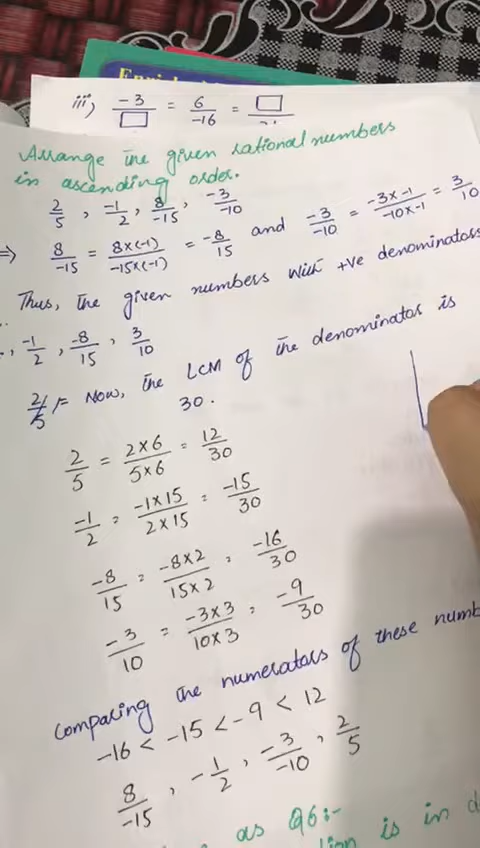 iii, -3/□ = 6/-16 = □/
Arrange the given rational numbers
in ascending order.
2/5 , -1/2 , 8/-15 , -3/-10
⇒ 8/-15 = 8×(-1)/-15×(-1) = -8/15 and -3/-10 = -3×-1/-10×-1 = 3/10
Thus, the given numbers with +ve denominators
, -1/2 , -8/15 , 3/10
2/5 Now, the LCM of the denominator is
30.
2/5 = 2×6/5×6 = 12/30
-1/2 = -1×15/2×15 = -15/30
-8/15 = -8×2/15×2 = -16/30
-3/10 = -3×3/10×3 = -9/30
Comparing the numerators of these numb
-16 < -15 < -9 < 12
8/-15 , -1/2 , -3/-10 , 2/5
as Q6:-
is in